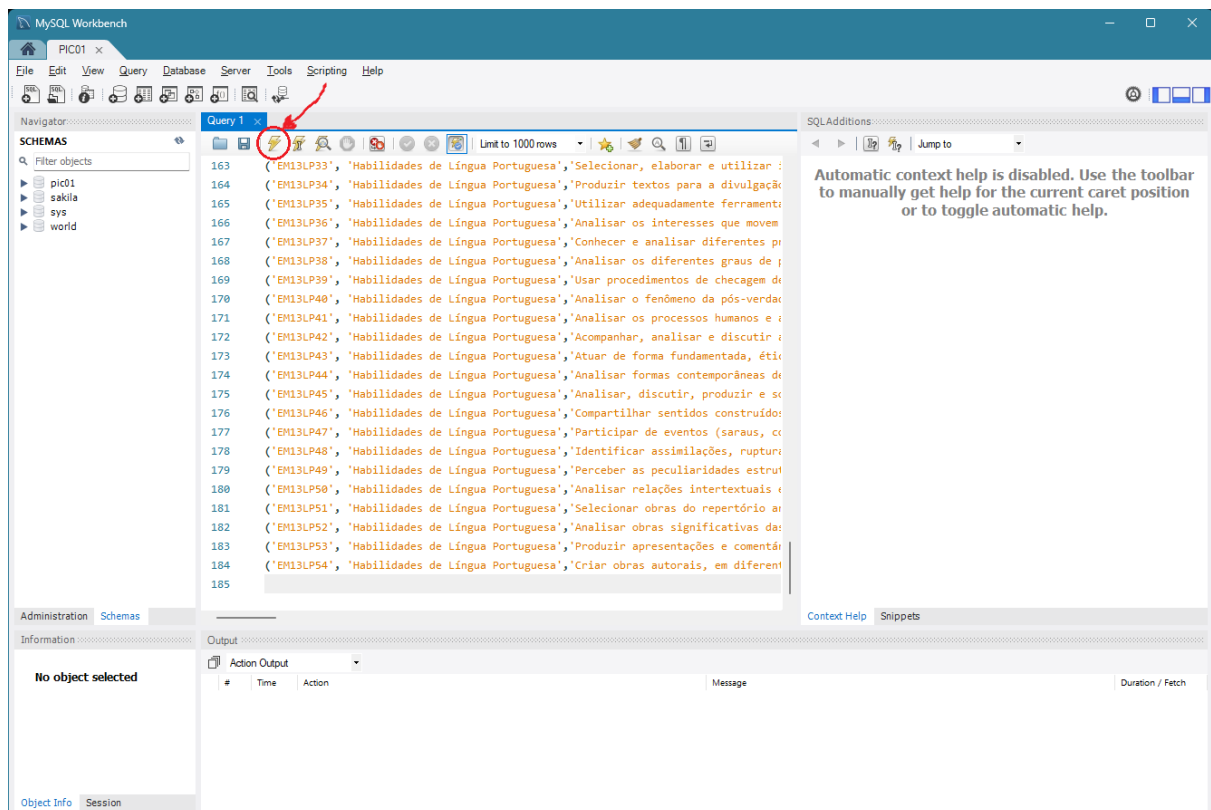 MySQL Workbench
PIC01
File Edit View Query Database Server Tools Scripting Help
Navigator
SCHEMAS
Filter objects
pic01
sakila
sys
world
Administration Schemas
Information
No object selected
Object Info Session
Query 1
Limit to 1000 rows
163 ('EM13LP33', 'Habilidades de Língua Portuguesa','Selecionar, elaborar e utilizar
164 ('EM13LP34', 'Habilidades de Língua Portuguesa','Produzir textos para a divulgação
165 ('EM13LP35', 'Habilidades de Língua Portuguesa','Utilizar adequadamente ferramenta
166 ('EM13LP36', 'Habilidades de Língua Portuguesa','Analisar os interesses que movem
167 ('EM13LP37', 'Habilidades de Língua Portuguesa','Conhecer e analisar diferentes pr
168 ('EM13LP38', 'Habilidades de Língua Portuguesa','Analisar os diferentes graus de p
169 ('EM13LP39', 'Habilidades de Língua Portuguesa','Usar procedimentos de checagem de
170 ('EM13LP40', 'Habilidades de Língua Portuguesa','Analisar o fenômeno da pós-verdad
171 ('EM13LP41', 'Habilidades de Língua Portuguesa','Analisar os processos humanos e a
172 ('EM13LP42', 'Habilidades de Língua Portuguesa','Acompanhar, analisar e discutir a
173 ('EM13LP43', 'Habilidades de Língua Portuguesa','Atuar de forma fundamentada, étic
174 ('EM13LP44', 'Habilidades de Língua Portuguesa','Analisar formas contemporâneas de
175 ('EM13LP45', 'Habilidades de Língua Portuguesa','Analisar, discutir, produzir e so
176 ('EM13LP46', 'Habilidades de Língua Portuguesa','Compartilhar sentidos construídos
177 ('EM13LP47', 'Habilidades de Língua Portuguesa','Participar de eventos (saraus, co
178 ('EM13LP48', 'Habilidades de Língua Portuguesa','Identificar assimilações, ruptura
179 ('EM13LP49', 'Habilidades de Língua Portuguesa','Perceber as peculiaridades estrut
180 ('EM13LP50', 'Habilidades de Língua Portuguesa','Analisar relações intertextuais e
181 ('EM13LP51', 'Habilidades de Língua Portuguesa','Selecionar obras do repertório ar
182 ('EM13LP52', 'Habilidades de Língua Portuguesa','Analisar obras significativas das
183 ('EM13LP53', 'Habilidades de Língua Portuguesa','Produzir apresentações e comentár
184 ('EM13LP54', 'Habilidades de Língua Portuguesa','Criar obras autorais, em diferent
185
Output
Action Output
# Time Action Message Duration / Fetch
SQLAdditions
Jump to
Automatic context help is disabled. Use the toolbar
to manually get help for the current caret position
or to toggle automatic help.
Context Help Snippets